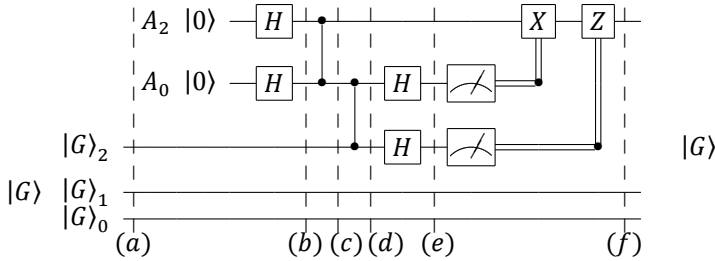 A₂ |0⟩ H X Z
A₀ |0⟩ H
|G⟩₂ H |G⟩
|G⟩ |G⟩₁
|G⟩₀
(a) (b) (c) (d) (e) (f)